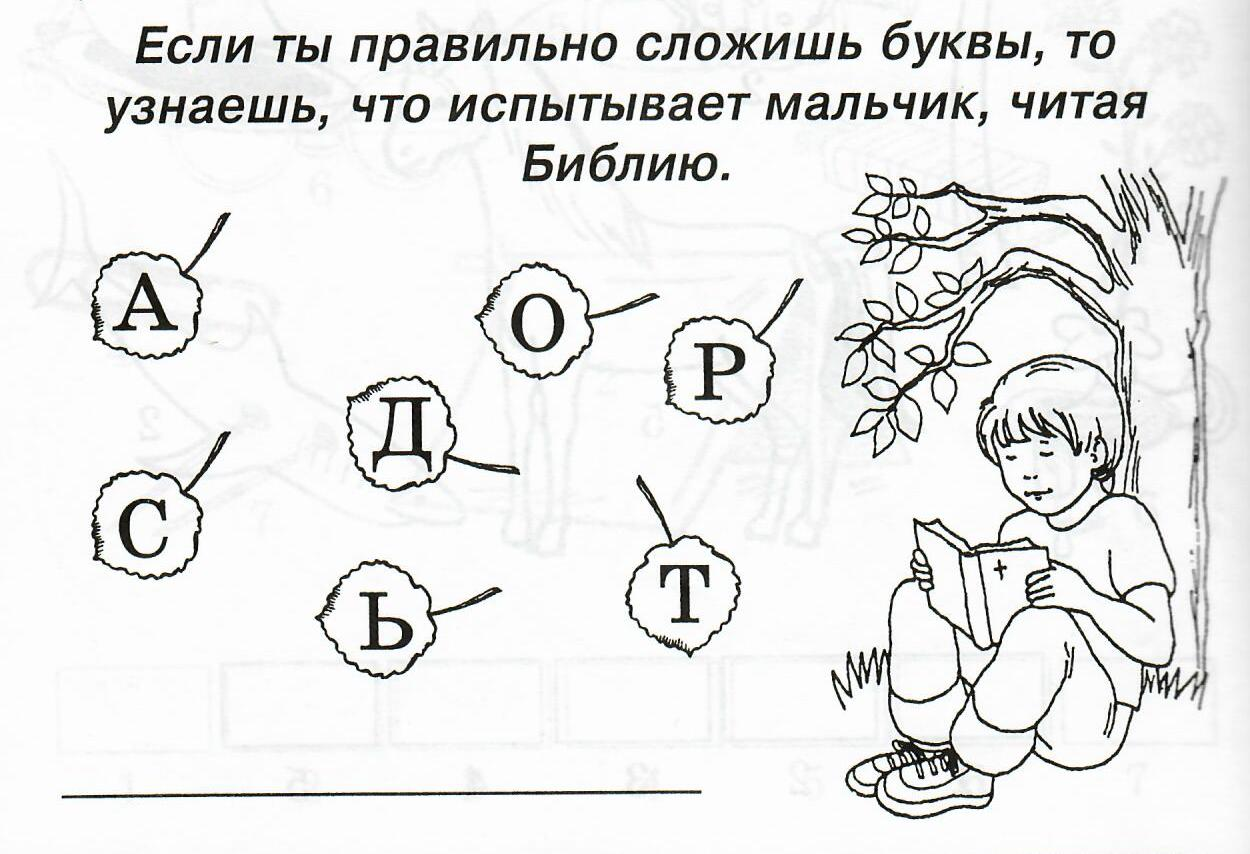 Если ты правильно сложишь буквы, то
узнаешь, что испытывает мальчик, читая
Библию.
А
О
Р
Д
С
Ь
Т